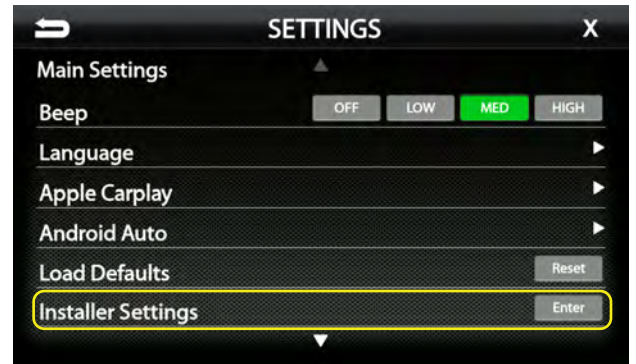 SETTINGS X
Main Settings
Beep OFF LOW MED HIGH
Language
Apple Carplay
Android Auto
Load Defaults Reset
Installer Settings Enter